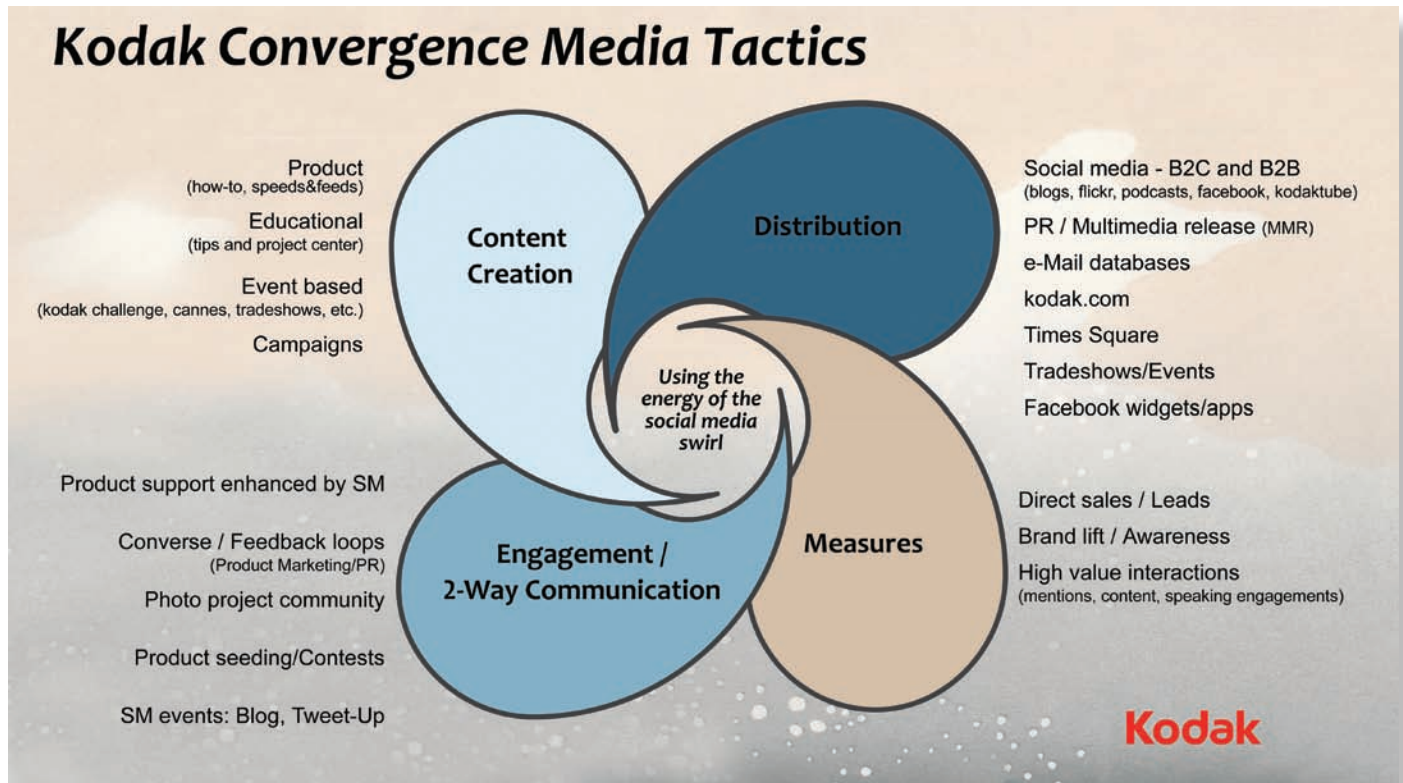 Kodak Convergence Media Tactics
Product
(how-to, speeds&feeds)
Educational
(tips and project center)
Event based
(kodak challenge, cannes, tradeshows, etc.)
Campaigns
Content
Creation
Distribution
Social media - B2C and B2B
(blogs, flickr, podcasts, facebook, kodaktube)
PR / Multimedia release (MMR)
e-Mail databases
kodak.com
Times Square
Tradeshows/Events
Facebook widgets/apps
Using the
energy of the
social media
swirl
Product support enhanced by SM
Converse / Feedback loops
(Product Marketing/PR)
Photo project community
Product seeding/Contests
SM events: Blog, Tweet-Up
Engagement /
2-Way Communication
Measures
Direct sales / Leads
Brand lift / Awareness
High value interactions
(mentions, content, speaking engagements)
Kodak